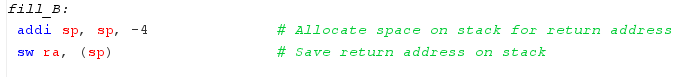 fill_B:
addi sp, sp, -4 # Allocate space on stack for return address
sw ra, (sp) # Save return address on stack